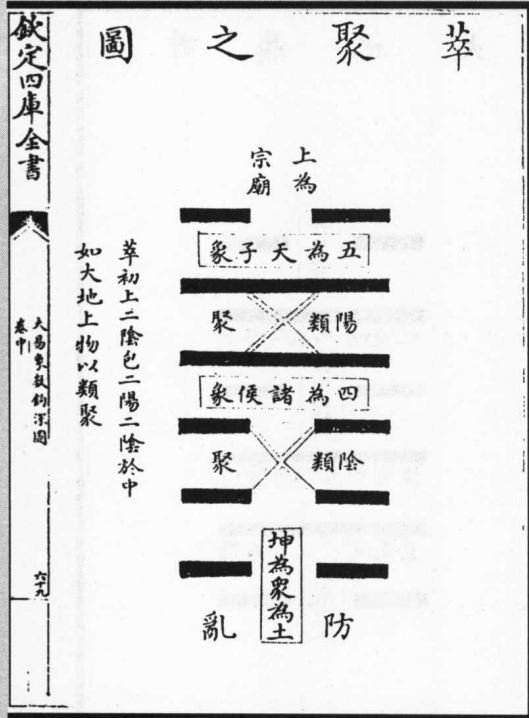 萃聚之圖
上為
宗廟
五為天子象
陽類聚
四為諸侯象
陰類聚
坤為衆為土
防亂
萃初上二陰包二陽二陰於中
如大地上物以類聚
欽定四庫全書
大易象數鈎深圖
卷中
六十九